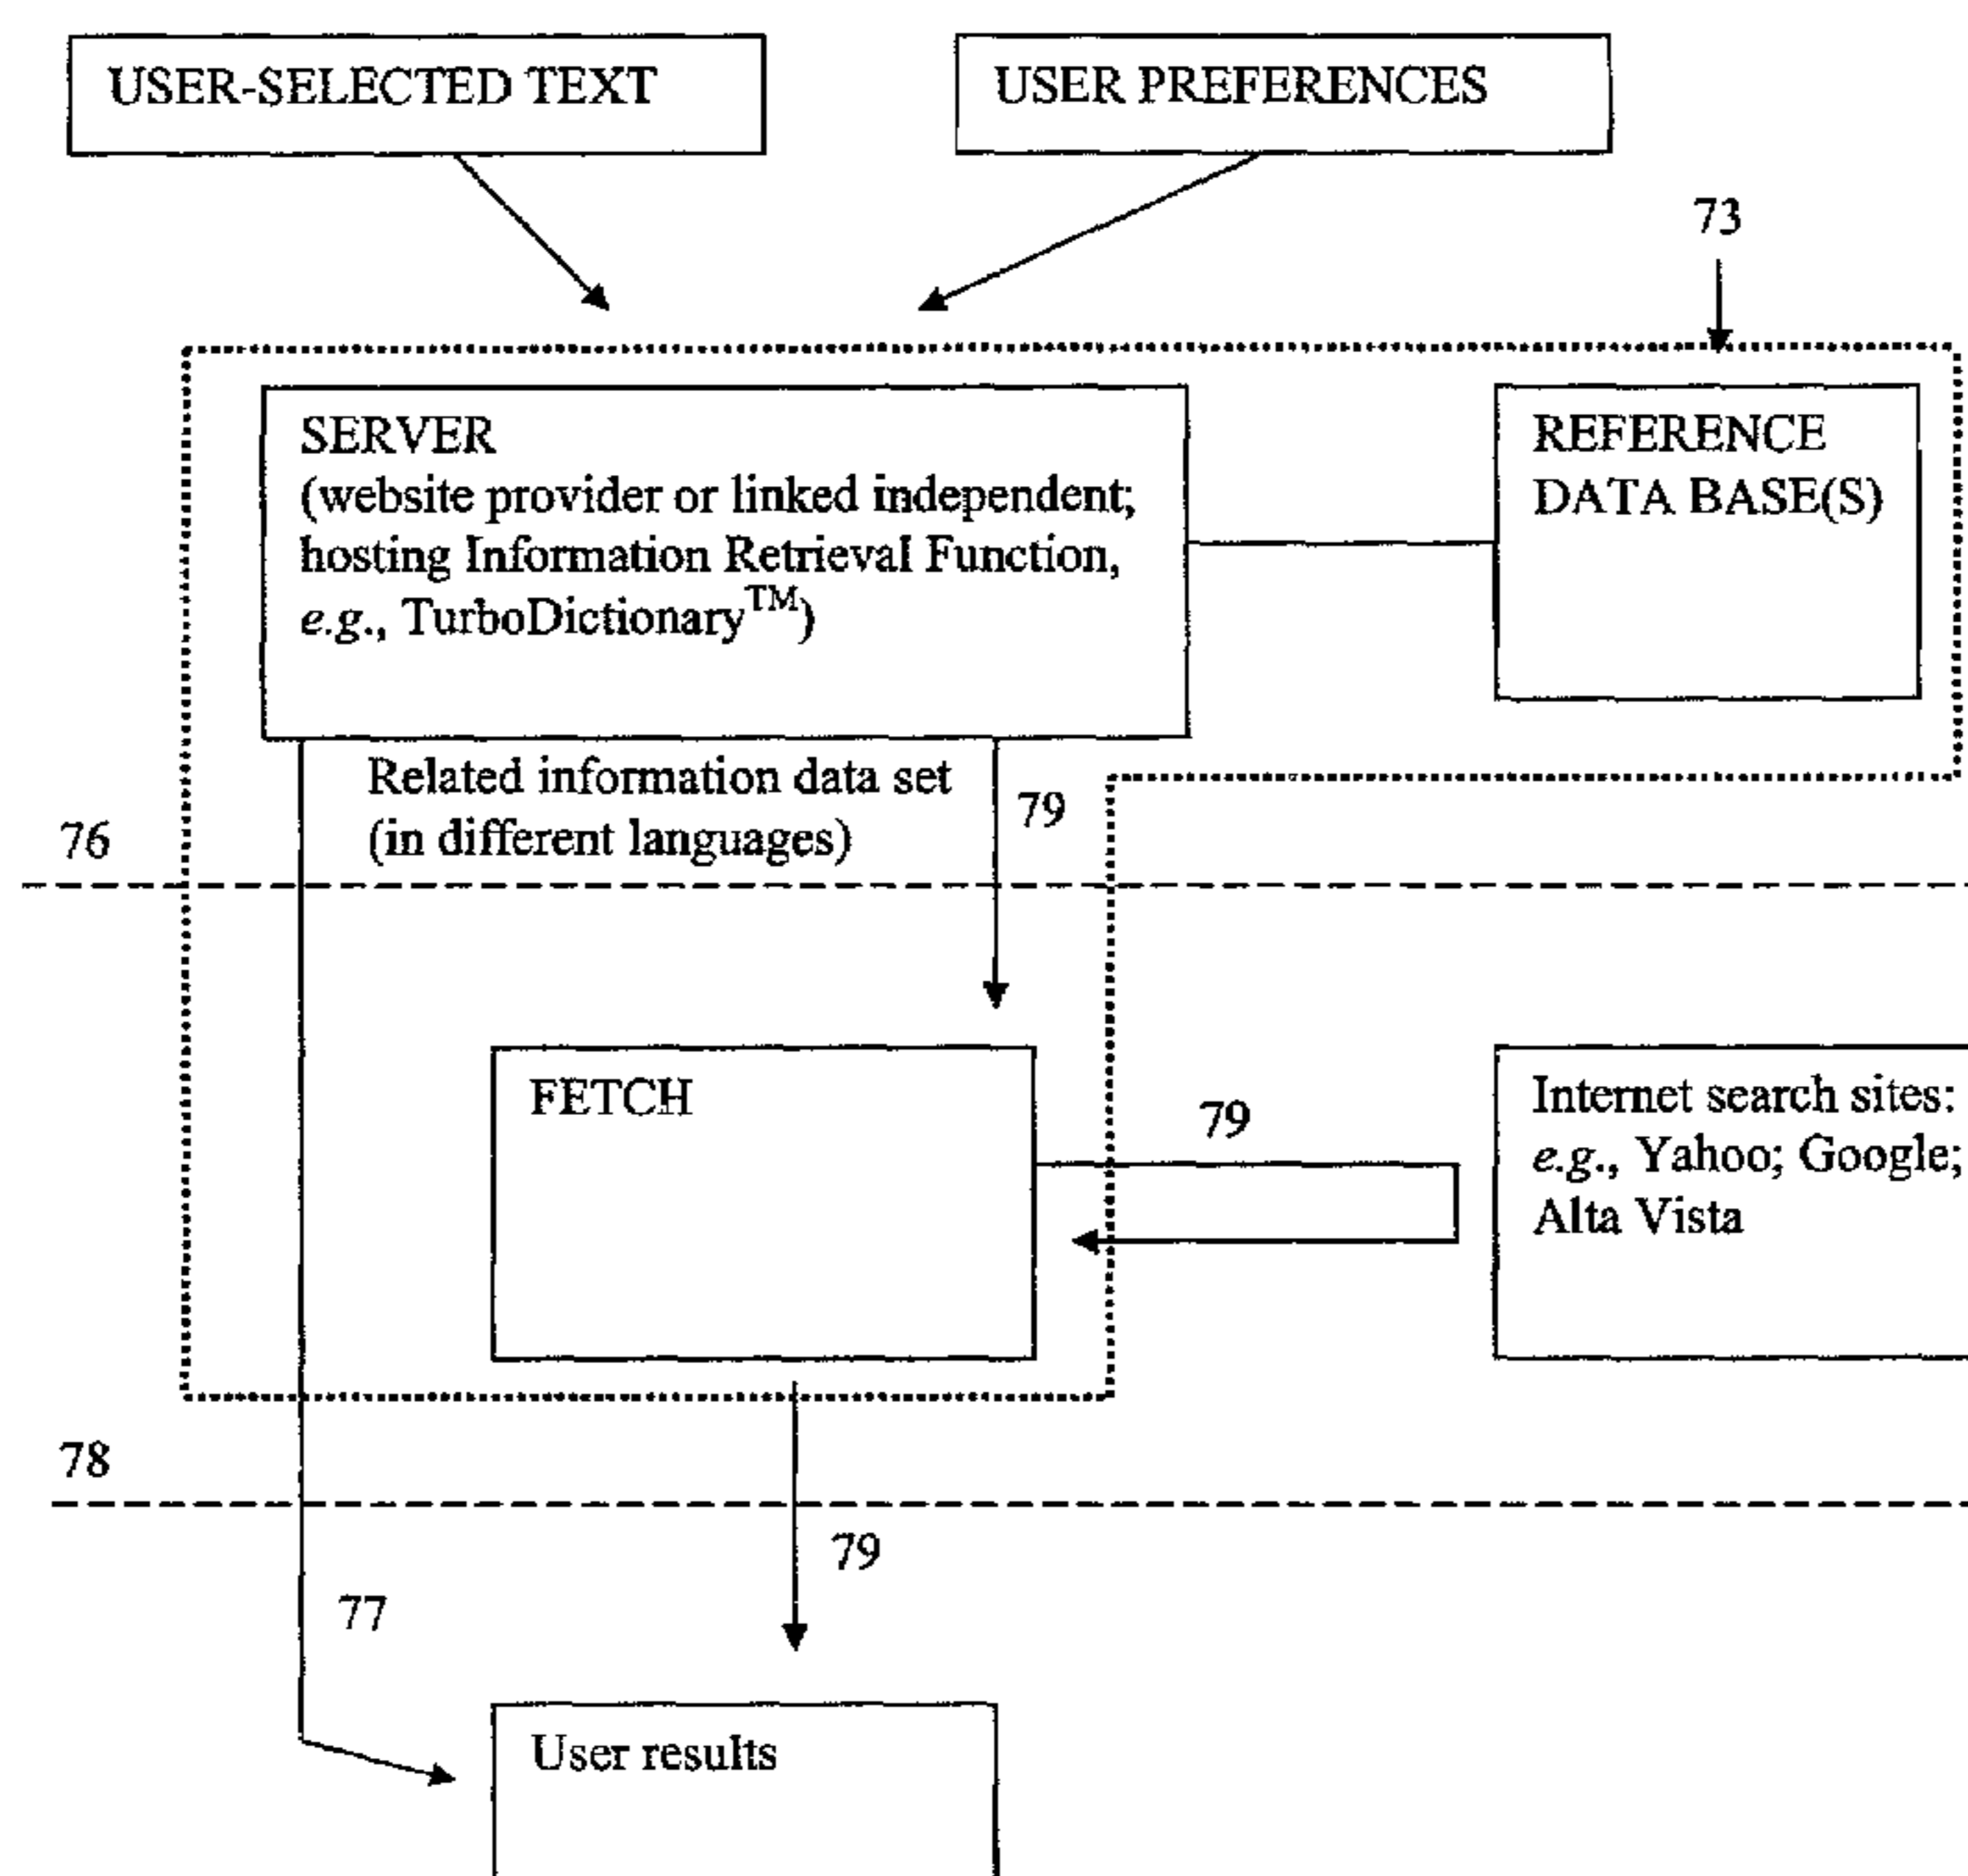 USER-SELECTED TEXT
USER PREFERENCES
73
SERVER
(website provider or linked independent;
hosting Information Retrieval Function,
e.g., TurboDictionary™)
REFERENCE
DATA BASE(S)
Related information data set
(in different languages)
79
76
FETCH
79
Internet search sites:
e.g., Yahoo; Google;
Alta Vista
78
79
77
User results